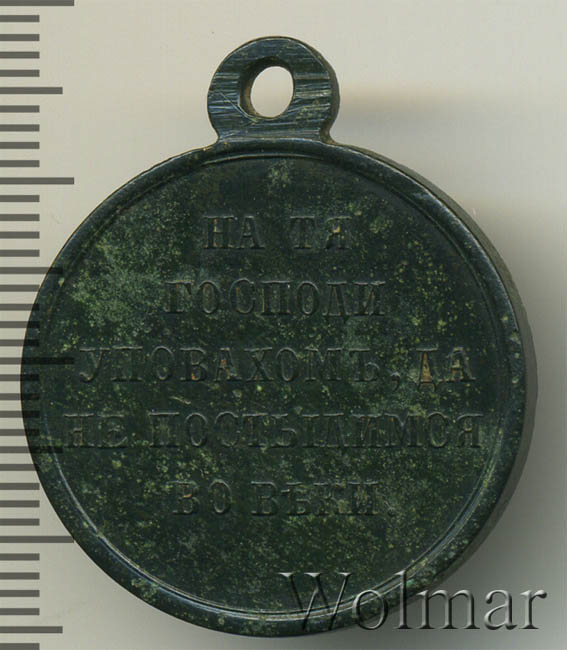 НА ТЯ
ГОСПОДИ
УПОВАХОМЪ, ДА
НЕ ПОСТЫДИМСЯ
ВО ВѢКИ.
Wolmar